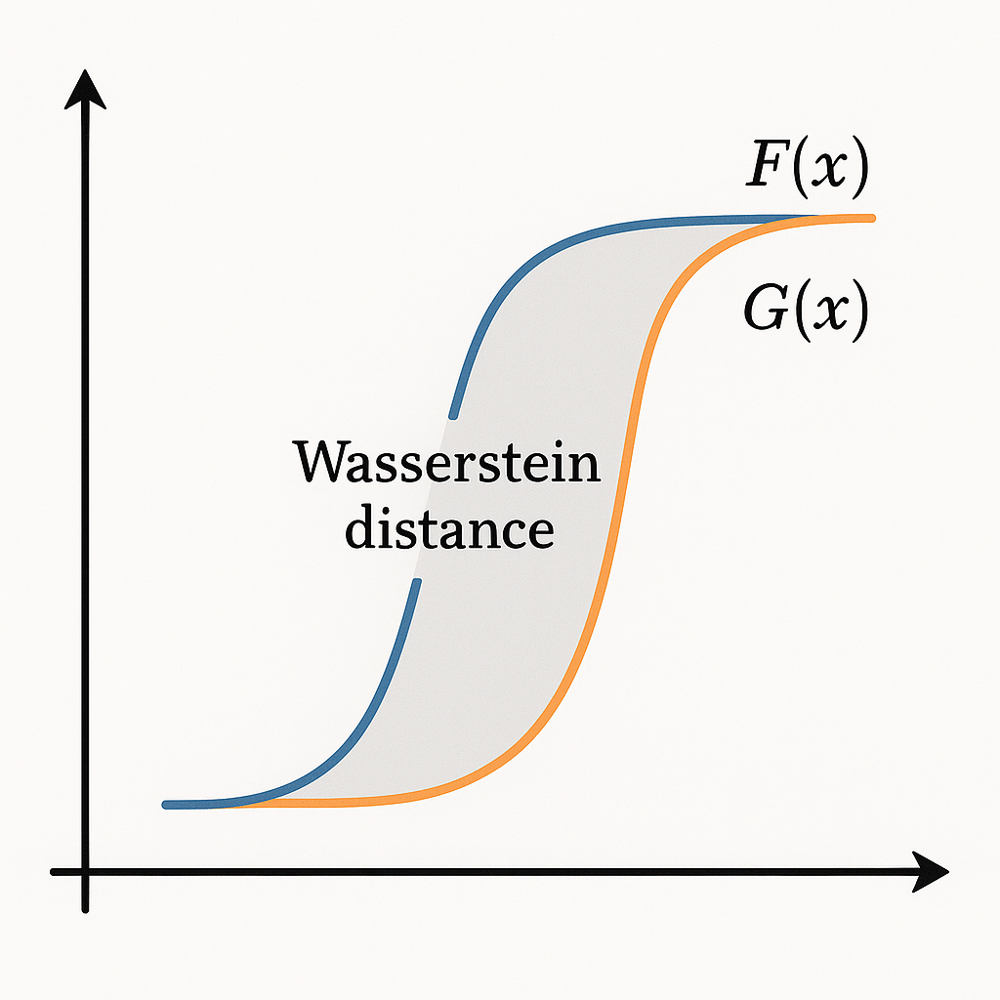 F(x)
G(x)
Wasserstein
distance